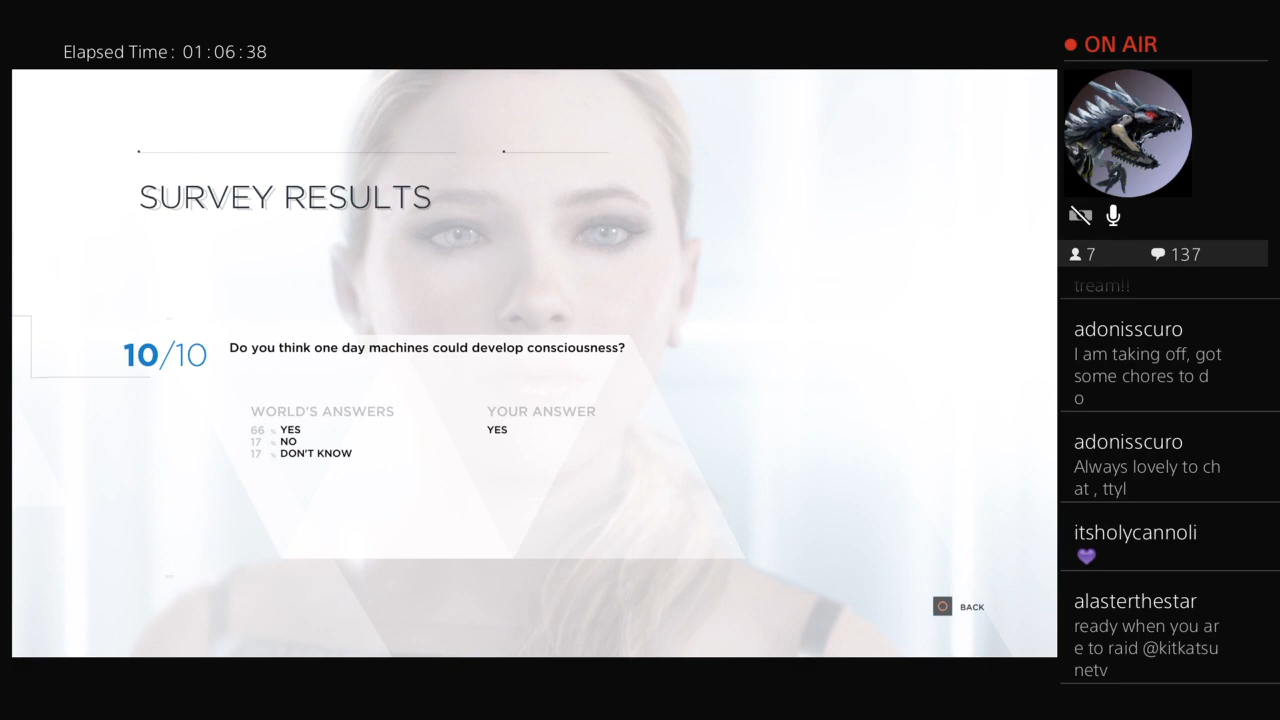 Elapsed Time: 01:06:38
ON AIR
SURVEY RESULTS
10/10 Do you think one day machines could develop consciousness?
WORLD'S ANSWERS
66 % YES
17 % NO
17 % DON'T KNOW
YOUR ANSWER
YES
BACK
7 137
tream!!
adonisscuro
I am taking off, got
some chores to d
o
adonisscuro
Always lovely to ch
at , ttyl
itsholycannoli
💜
alasterthestar
ready when you ar
e to raid @kitkatsu
netv